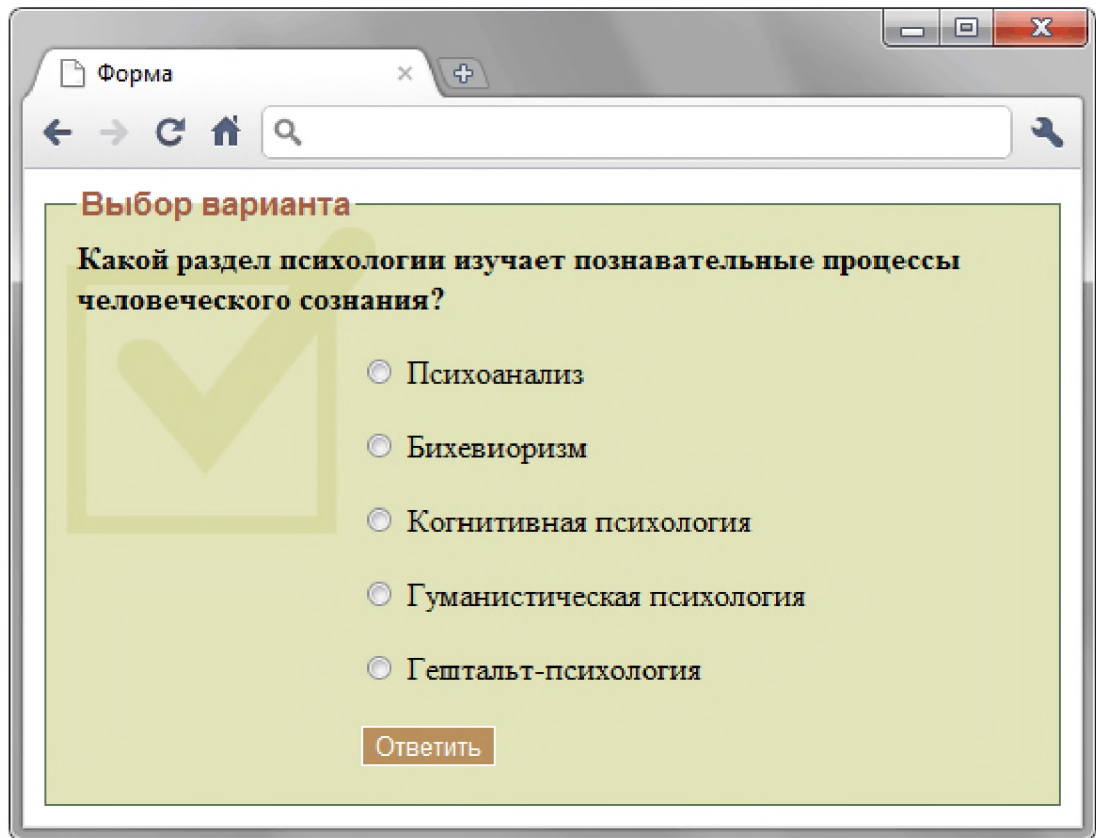 Форма
Выбор варианта
Какой раздел психологии изучает познавательные процессы
человеческого сознания?
Психоанализ
Бихевиоризм
Когнитивная психология
Гуманистическая психология
Гештальт-психология
Ответить